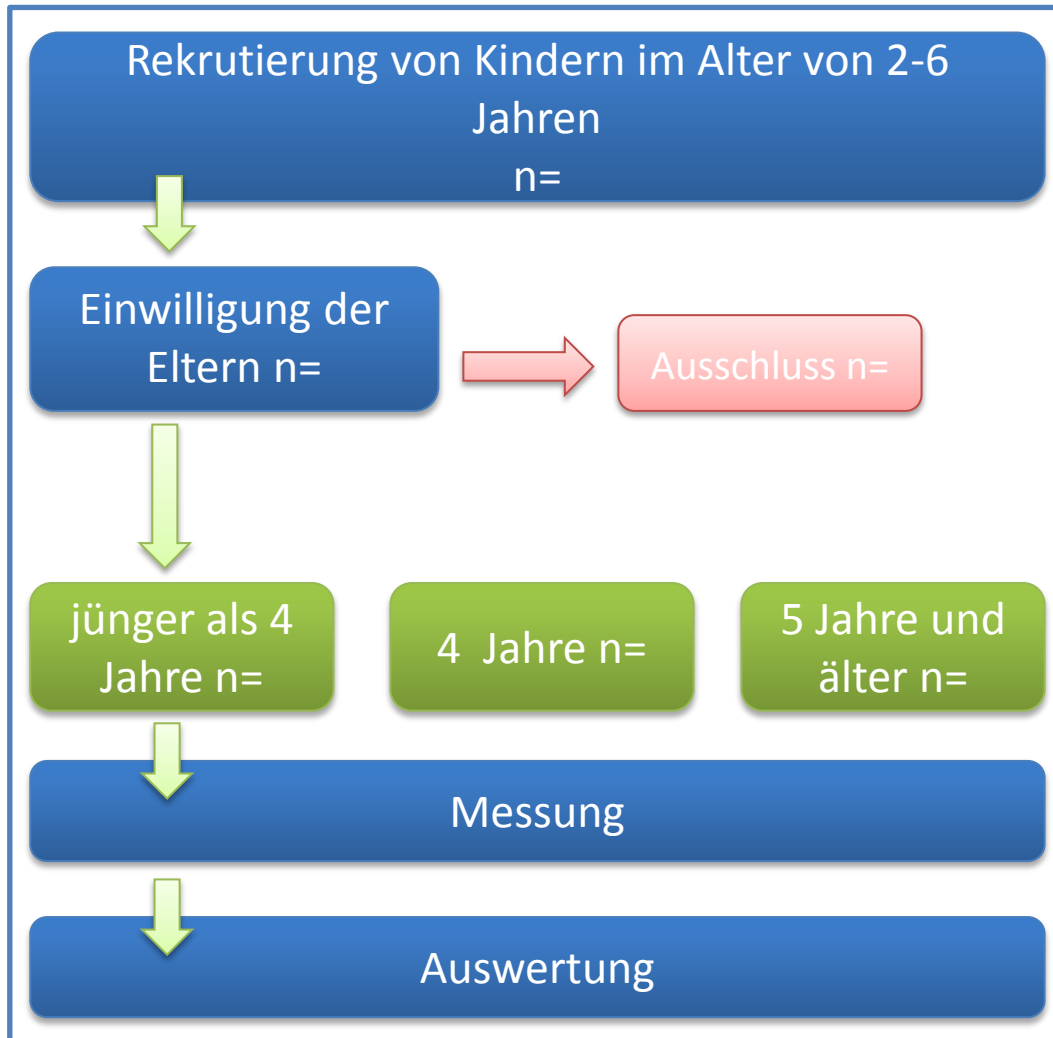 Rekrutierung von Kindern im Alter von 2-6
Jahren
n=
Einwilligung der
Eltern n=
Ausschluss n=
jünger als 4
Jahre n=
4 Jahre n=
5 Jahre und
älter n=
Messung
Auswertung